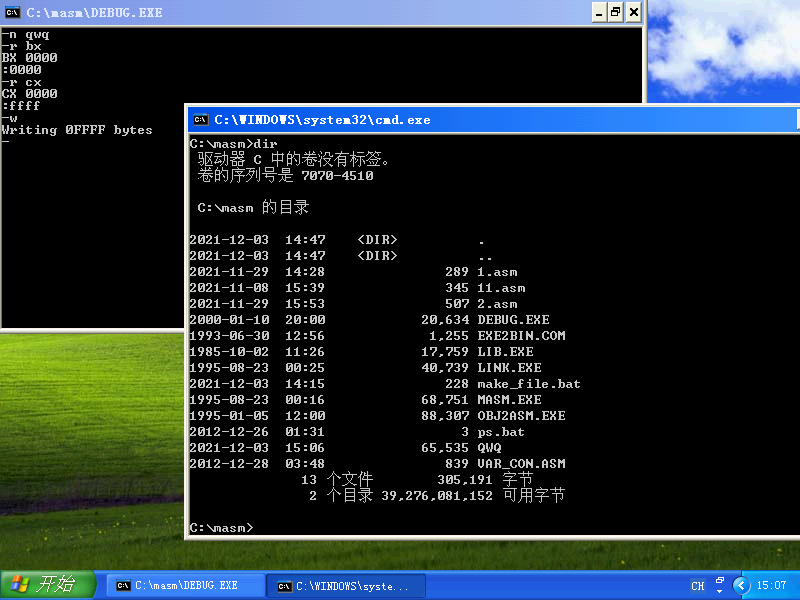 C:\masm\DEBUG.EXE
-n qwq
-r bx
BX 0000
:0000
-r cx
CX 0000
:ffff
-w
Writing 0FFFF bytes
-
C:\WINDOWS\system32\cmd.exe
C:\masm>dir
 驱动器 C 中的卷没有标签。
 卷的序列号是 7070-4510
 C:\masm 的目录
2021-12-03  14:47    <DIR>          .
2021-12-03  14:47    <DIR>          ..
2021-11-29  14:28               289 1.asm
2021-11-08  15:39               345 11.asm
2021-11-29  15:53               507 2.asm
2000-01-10  20:00            20,634 DEBUG.EXE
1993-06-30  12:56             1,255 EXE2BIN.COM
1985-10-02  11:26            17,759 LIB.EXE
1995-08-23  00:25            40,739 LINK.EXE
2021-12-03  14:15               228 make_file.bat
1995-08-23  00:16            68,751 MASM.EXE
1995-01-05  12:00            88,307 OBJ2ASM.EXE
2012-12-26  01:31                 3 ps.bat
2021-12-03  15:06            65,535 QWQ
2012-12-28  03:48               839 VAR_CON.ASM
              13 个文件        305,191 字节
               2 个目录 39,276,081,152 可用字节
C:\masm>
开始
C:\masm\DEBUG.EXE
C:\WINDOWS\syste...
CH
15:07